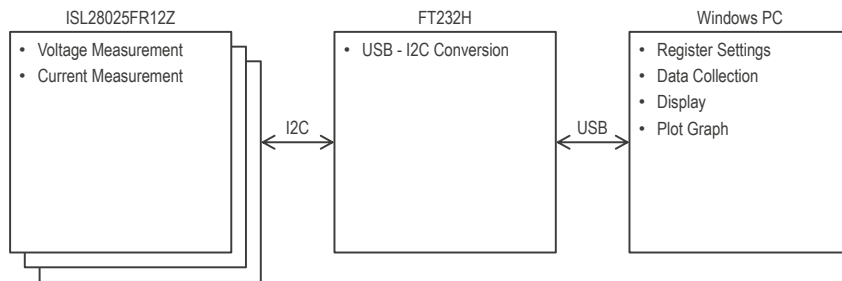 ISL28025FR12Z
• Voltage Measurement
• Current Measurement
I2C
FT232H
• USB - I2C Conversion
USB
Windows PC
• Register Settings
• Data Collection
• Display
• Plot Graph